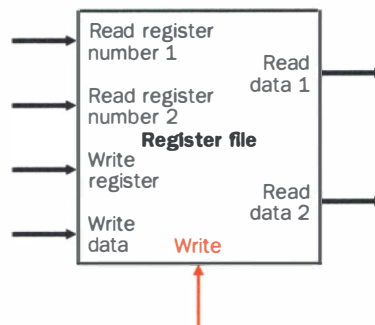 Read register
number 1
Read
data 1
Read register
number 2
Register file
Write
register
Read
data 2
Write
data
Write